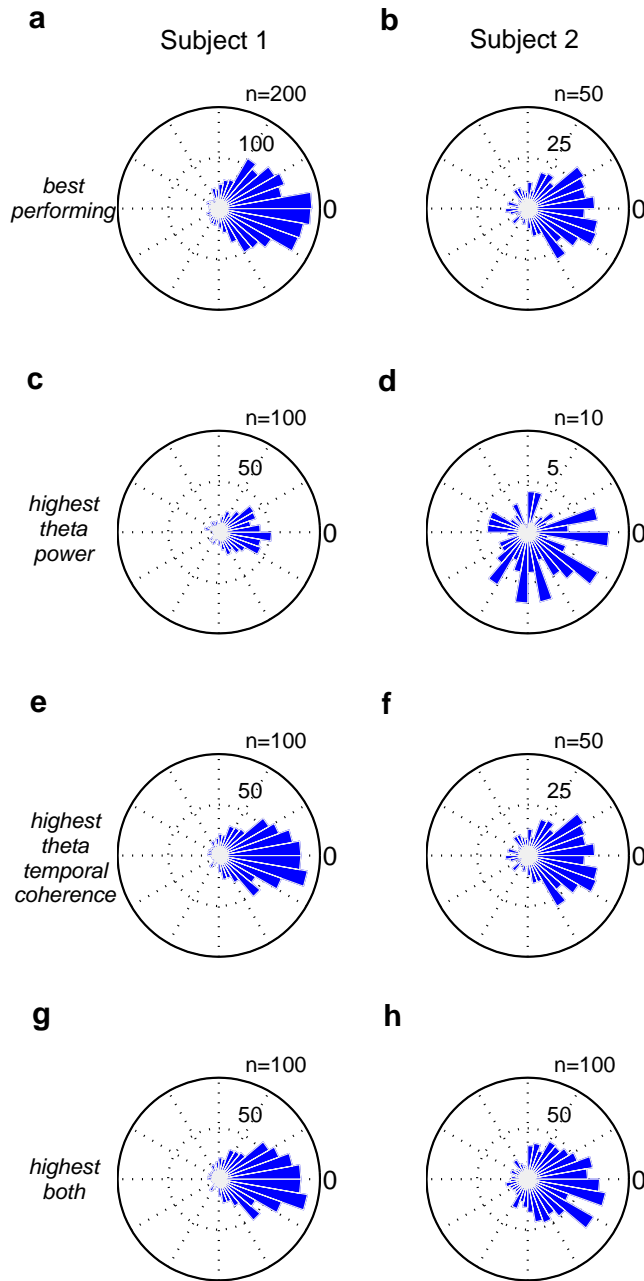 a
Subject 1
b
Subject 2
n=200
100
0
n=50
25
0
best
performing
c
d
n=100
50
0
n=10
5
0
highest
theta
power
e
f
n=100
50
0
n=50
25
0
highest
theta
temporal
coherence
g
h
n=100
50
0
n=100
50
0
highest
both